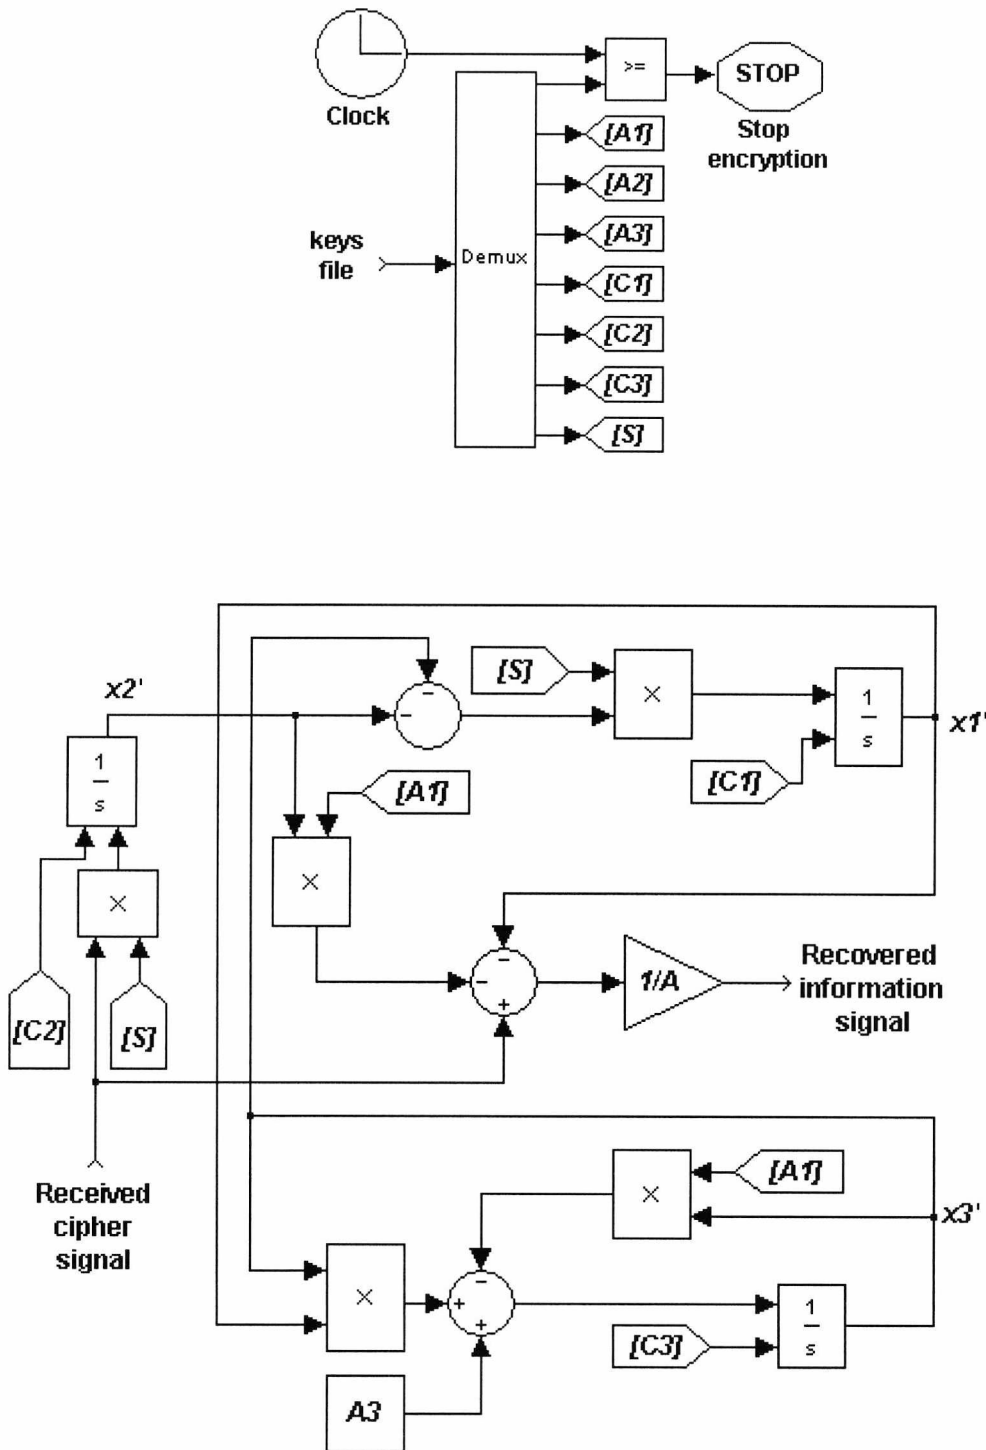 Clock
>=
STOP
Stop
encryption
[A1]
[A2]
[A3]
keys
file
Demux
[C1]
[C2]
[C3]
[S]
x2'
[S]
×
1
s
x1'
[C1]
1
s
[A1]
×
×
[C2]
[S]
-
-
-
-
+
1/A
Recovered
information
signal
Received
cipher
signal
[A1]
×
x3'
×
-
+
+
1
s
[C3]
A3